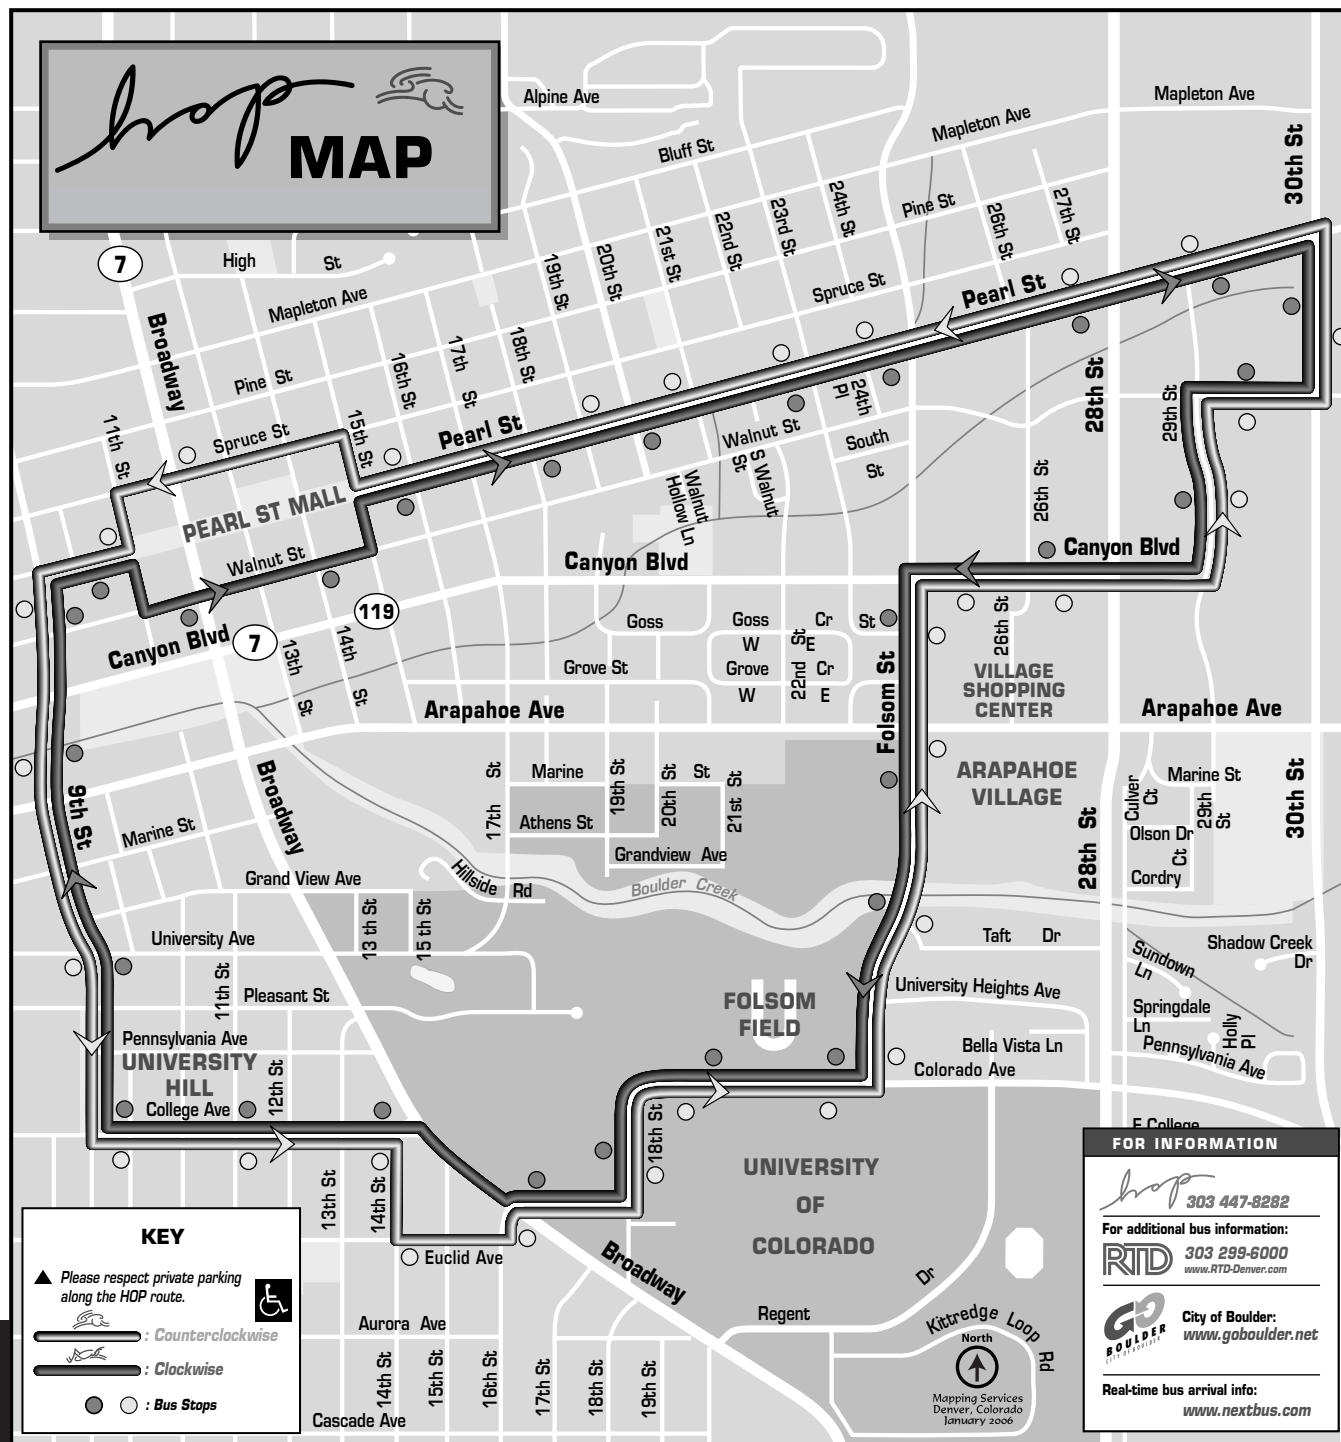 hop
MAP
Alpine Ave
Mapleton Ave
Mapleton Ave
Bluff St
30th St
24th St
Pine St
27th St
26th St
23rd St
22nd St
21st St
20th St
19th St
7
High St
Mapleton Ave
Spruce St
Pearl St
Broadway
18th St
17th St
16th St
Pine St
28th St
29th St
24th Pl
15th St
11th St
Spruce St
Pearl St
Walnut St
South St
S Walnut St
Walnut Hollow Ln
26th St
PEARL ST MALL
Walnut St
Canyon Blvd
Canyon Blvd
119
Goss
Goss Cr
St
W
E
Canyon Blvd
7
13th St
14th St
Grove St
Grove Cr
W
E
22nd St
26th St
Folsom St
VILLAGE
SHOPPING
CENTER
Arapahoe Ave
Arapahoe Ave
Broadway
9th St
17th St
Marine St
19th St
20th St
21st St
ARAPAHOE
VILLAGE
Culver Ct
Marine St
29th St
30th St
28th St
Marine St
Athens St
Olson Dr
Grandview Ave
Ct
Cordry
Grand View Ave
Hillside Rd
Boulder Creek
13 th St
15 th St
University Ave
Taft Dr
Shadow Creek
Dr
Sundown Ln
11th St
Pleasant St
University Heights Ave
FOLSOM
FIELD
U
Springdale
Ln
Holly Pl
Pennsylvania Ave
Pennsylvania Ave
Bella Vista Ln
Colorado Ave
UNIVERSITY
HILL
12th St
College Ave
18th St
E College
UNIVERSITY
OF
COLORADO
13th St
14th St
Euclid Ave
Broadway
Regent Dr
Kittredge Loop Rd
Aurora Ave
14th St
15th St
16th St
17th St
18th St
19th St
Cascade Ave
North
Mapping Services
Denver, Colorado
January 2006
KEY
Please respect private parking
along the HOP route.
: Counterclockwise
: Clockwise
: Bus Stops
FOR INFORMATION
hop 303 447-8282
For additional bus information:
RTD 303 299-6000
www.RTD-Denver.com
GO
BOULDER
CITY OF BOULDER
City of Boulder:
www.goboulder.net
Real-time bus arrival info:
www.nextbus.com